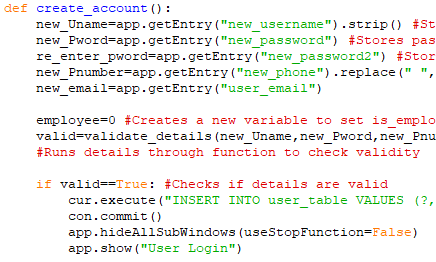 def create_account():
    new_Uname=app.getEntry("new_username").strip() #St
    new_Pword=app.getEntry("new_password") #Stores pas
    re_enter_pword=app.getEntry("new_password2") #Stor
    new_Pnumber=app.getEntry("new_phone").replace(" ",
    new_email=app.getEntry("user_email")
    employee=0 #Creates a new variable to set is_emplo
    valid=validate_details(new_Uname,new_Pword,new_Pnu
    #Runs details through function to check validity
    if valid==True: #Checks if details are valid
        cur.execute("INSERT INTO user_table VALUES (?,
        con.commit()
        app.hideAllSubWindows(useStopFunction=False)
        app.show("User Login")